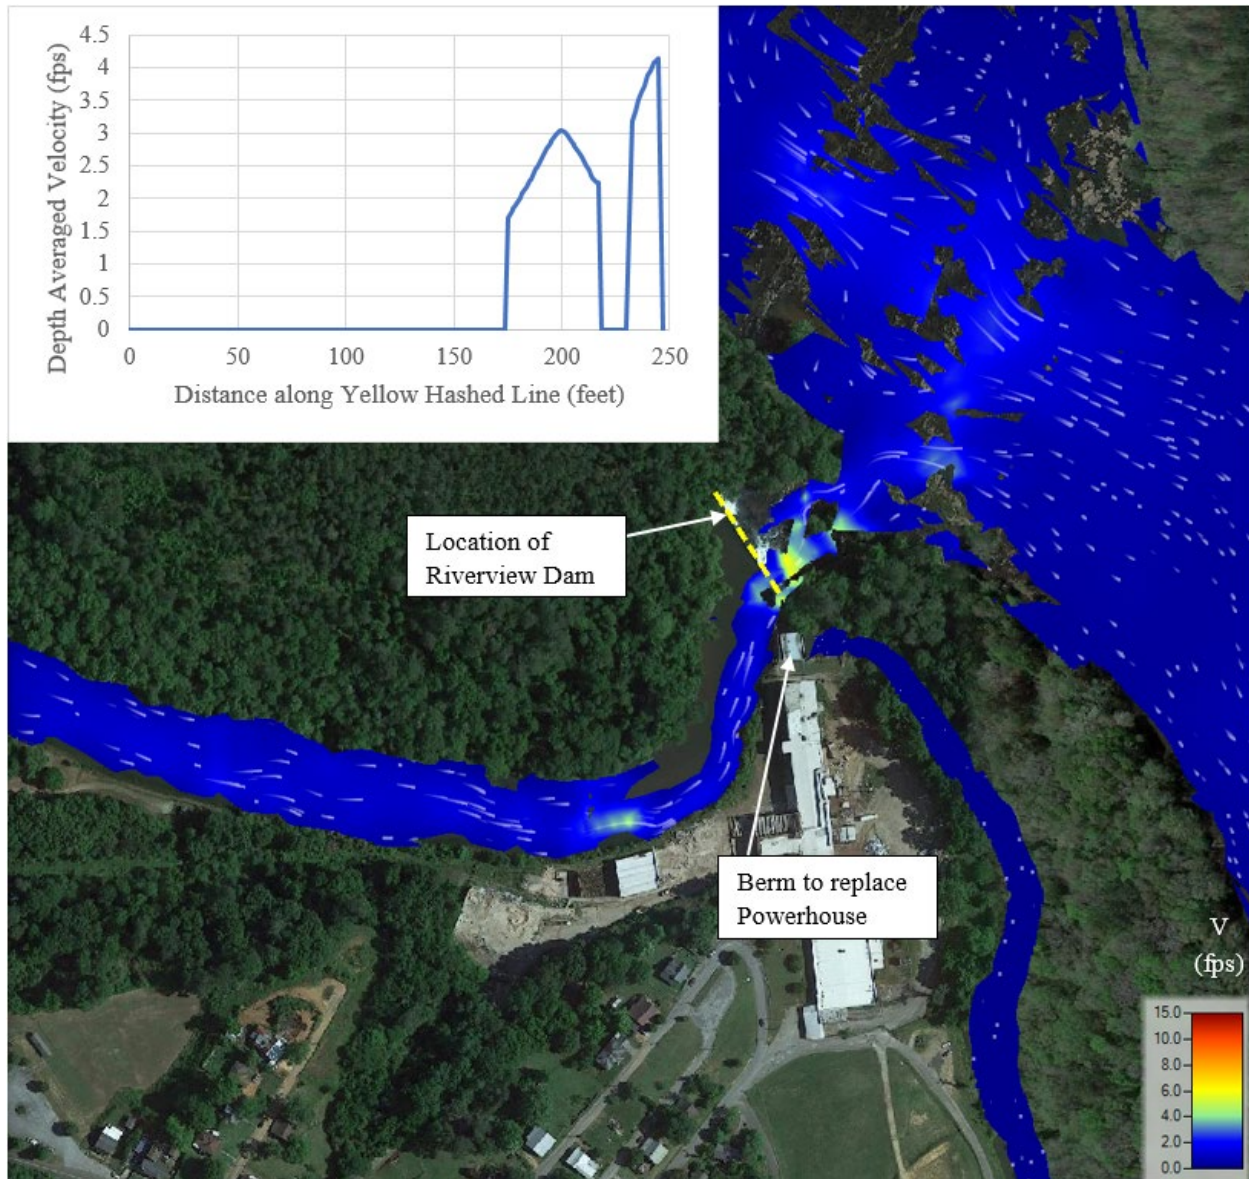 4.5
4
3.5
3
2.5
2
1.5
1
0.5
0
Depth Averaged Velocity (fps)
0 50 100 150 200 250
Distance along Yellow Hashed Line (feet)
Location of
Riverview Dam
Berm to replace
Powerhouse
V
(fps)
15.0
10.0
8.0
6.0
4.0
2.0
0.0